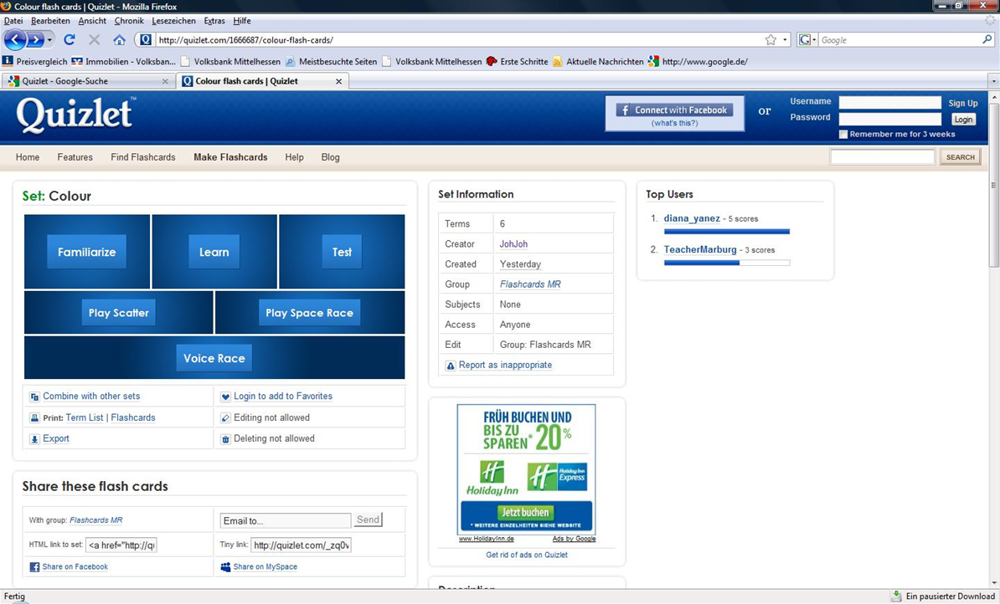 Colour flash cards | Quizlet - Mozilla Firefox
Datei Bearbeiten Ansicht Chronik Lesezeichen Extras Hilfe
http://quizlet.com/1666687/colour-flash-cards/
Google
Preisvergleich Immobilien - Volksban... Volksbank Mittelhessen Meistbesuchte Seiten Volksbank Mittelhessen Erste Schritte Aktuelle Nachrichten http://www.google.de/
Quizlet - Google-Suche Colour flash cards | Quizlet
Quizlet™
Connect with Facebook
(what's this?)
or
Username
Sign Up
Password
Login
Remember me for 3 weeks
Home Features Find Flashcards Make Flashcards Help Blog
SEARCH
Set: Colour
Familiarize Learn Test
Play Scatter Play Space Race
Voice Race
Combine with other sets Login to add to Favorites
Print: Term List | Flashcards Editing not allowed
Export Deleting not allowed
Share these flash cards
With group: Flashcards MR Email to... Send
HTML link to set: <a href="http://qu Tiny link: http://quizlet.com/_zq0v
Share on Facebook Share on MySpace
Set Information
Terms 6
Creator JohJoh
Created Yesterday
Group Flashcards MR
Subjects None
Access Anyone
Edit Group: Flashcards MR
Report as inappropriate
FRÜH BUCHEN UND
BIS ZU
SPAREN* 20%
Holiday Inn Holiday Inn Express
Jetzt buchen
* WEITERE EINZELHEITEN SIEHE WEBSITE
www.HolidayInn.de Ads by Google
Get rid of ads on Quizlet
Description
Top Users
1. diana_yanez - 5 scores
2. TeacherMarburg - 3 scores
Fertig
Ein pausierter Download